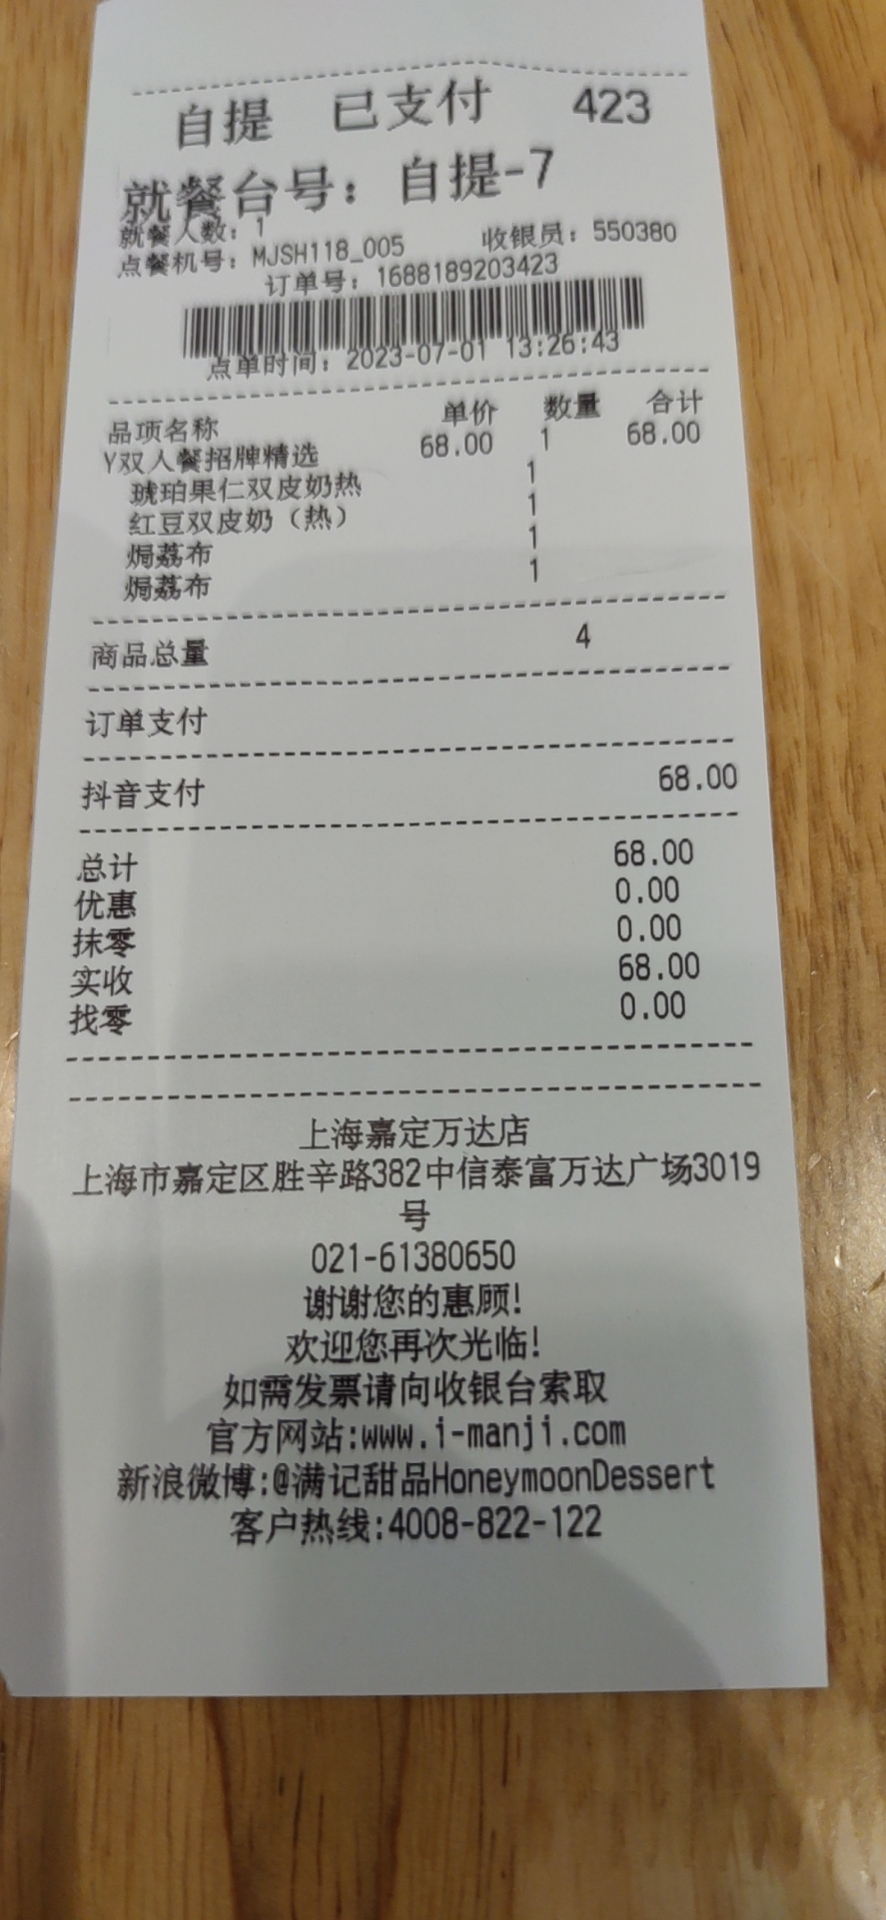 自提 已支付 423
就餐台号：自提-7
就餐人数：1
点餐机号：MJSH118_005 收银员：550380
订单号：1688189203423
点单时间：2023-07-01 13:26:43
品项名称 单价 数量 合计
Y双人餐招牌精选 68.00 1 68.00
琥珀果仁双皮奶热 1
红豆双皮奶（热） 1
焗荔布 1
焗荔布 1
商品总量 4
订单支付
抖音支付 68.00
总计 68.00
优惠 0.00
抹零 0.00
实收 68.00
找零 0.00
上海嘉定万达店
上海市嘉定区胜辛路382中信泰富万达广场3019
号
021-61380650
谢谢您的惠顾!
欢迎您再次光临!
如需发票请向收银台索取
官方网站:www.i-manji.com
新浪微博:@满记甜品HoneymoonDessert
客户热线:4008-822-122